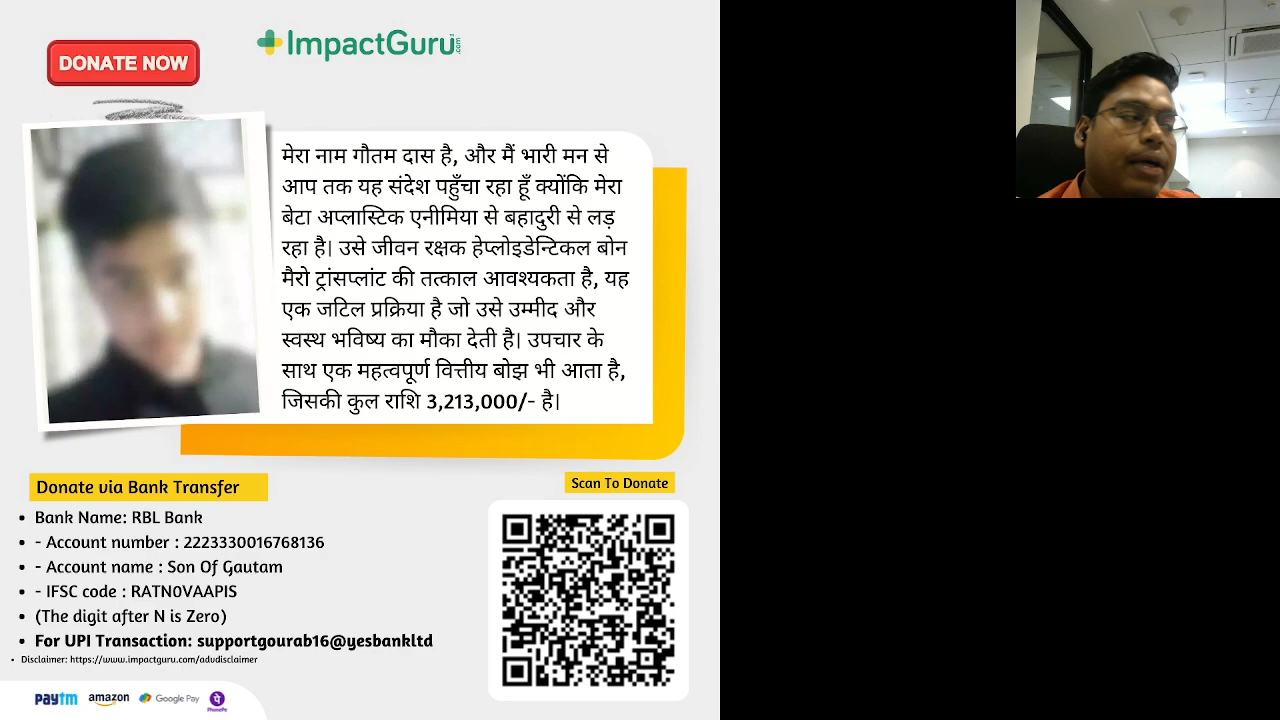 DONATE NOW
ImpactGuru.com
मेरा नाम गौतम दास है, और मैं भारी मन से
आप तक यह संदेश पहुँचा रहा हूँ क्योंकि मेरा
बेटा अप्लास्टिक एनीमिया से बहादुरी से लड़
रहा है। उसे जीवन रक्षक हेप्लोइडेन्टिकल बोन
मैरो ट्रांसप्लांट की तत्काल आवश्यकता है, यह
एक जटिल प्रक्रिया है जो उसे उम्मीद और
स्वस्थ भविष्य का मौका देती है। उपचार के
साथ एक महत्वपूर्ण वित्तीय बोझ भी आता है,
जिसकी कुल राशि 3,213,000/- है।
Donate via Bank Transfer
Scan To Donate
• Bank Name: RBL Bank
• - Account number : 2223330016768136
• - Account name : Son Of Gautam
• - IFSC code : RATN0VAAPIS
• (The digit after N is Zero)
• For UPI Transaction: supportgourab16@yesbankltd
• Disclaimer: https://www.impactguru.com/advdisclaimer
paytm amazon Google Pay PhonePe